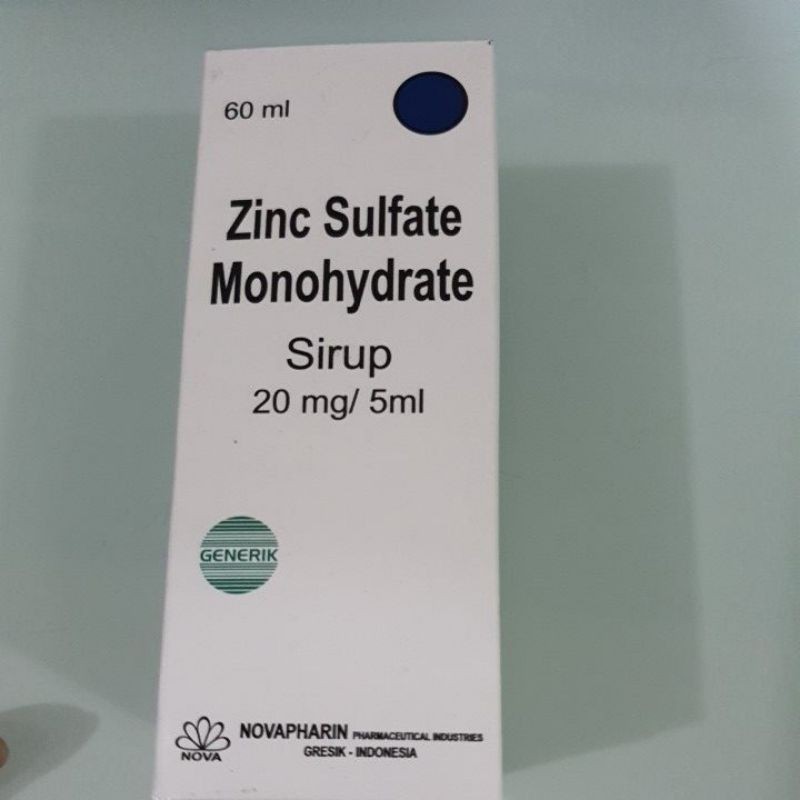 60 ml
Zinc Sulfate
Monohydrate
Sirup
20 mg/ 5ml
GENERIK
NOVA
NOVAPHARIN PHARMACEUTICAL INDUSTRIES
GRESIK - INDONESIA